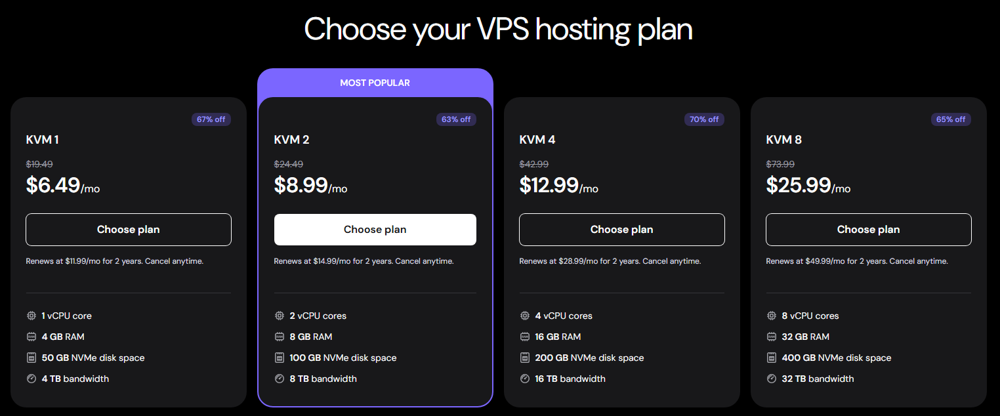 Choose your VPS hosting plan
MOST POPULAR
67% off
KVM 1
$19.49
$6.49/mo
Choose plan
Renews at $11.99/mo for 2 years. Cancel anytime.
1 vCPU core
4 GB RAM
50 GB NVMe disk space
4 TB bandwidth
63% off
KVM 2
$24.49
$8.99/mo
Choose plan
Renews at $14.99/mo for 2 years. Cancel anytime.
2 vCPU cores
8 GB RAM
100 GB NVMe disk space
8 TB bandwidth
70% off
KVM 4
$42.99
$12.99/mo
Choose plan
Renews at $28.99/mo for 2 years. Cancel anytime.
4 vCPU cores
16 GB RAM
200 GB NVMe disk space
16 TB bandwidth
65% off
KVM 8
$73.99
$25.99/mo
Choose plan
Renews at $49.99/mo for 2 years. Cancel anytime.
8 vCPU cores
32 GB RAM
400 GB NVMe disk space
32 TB bandwidth